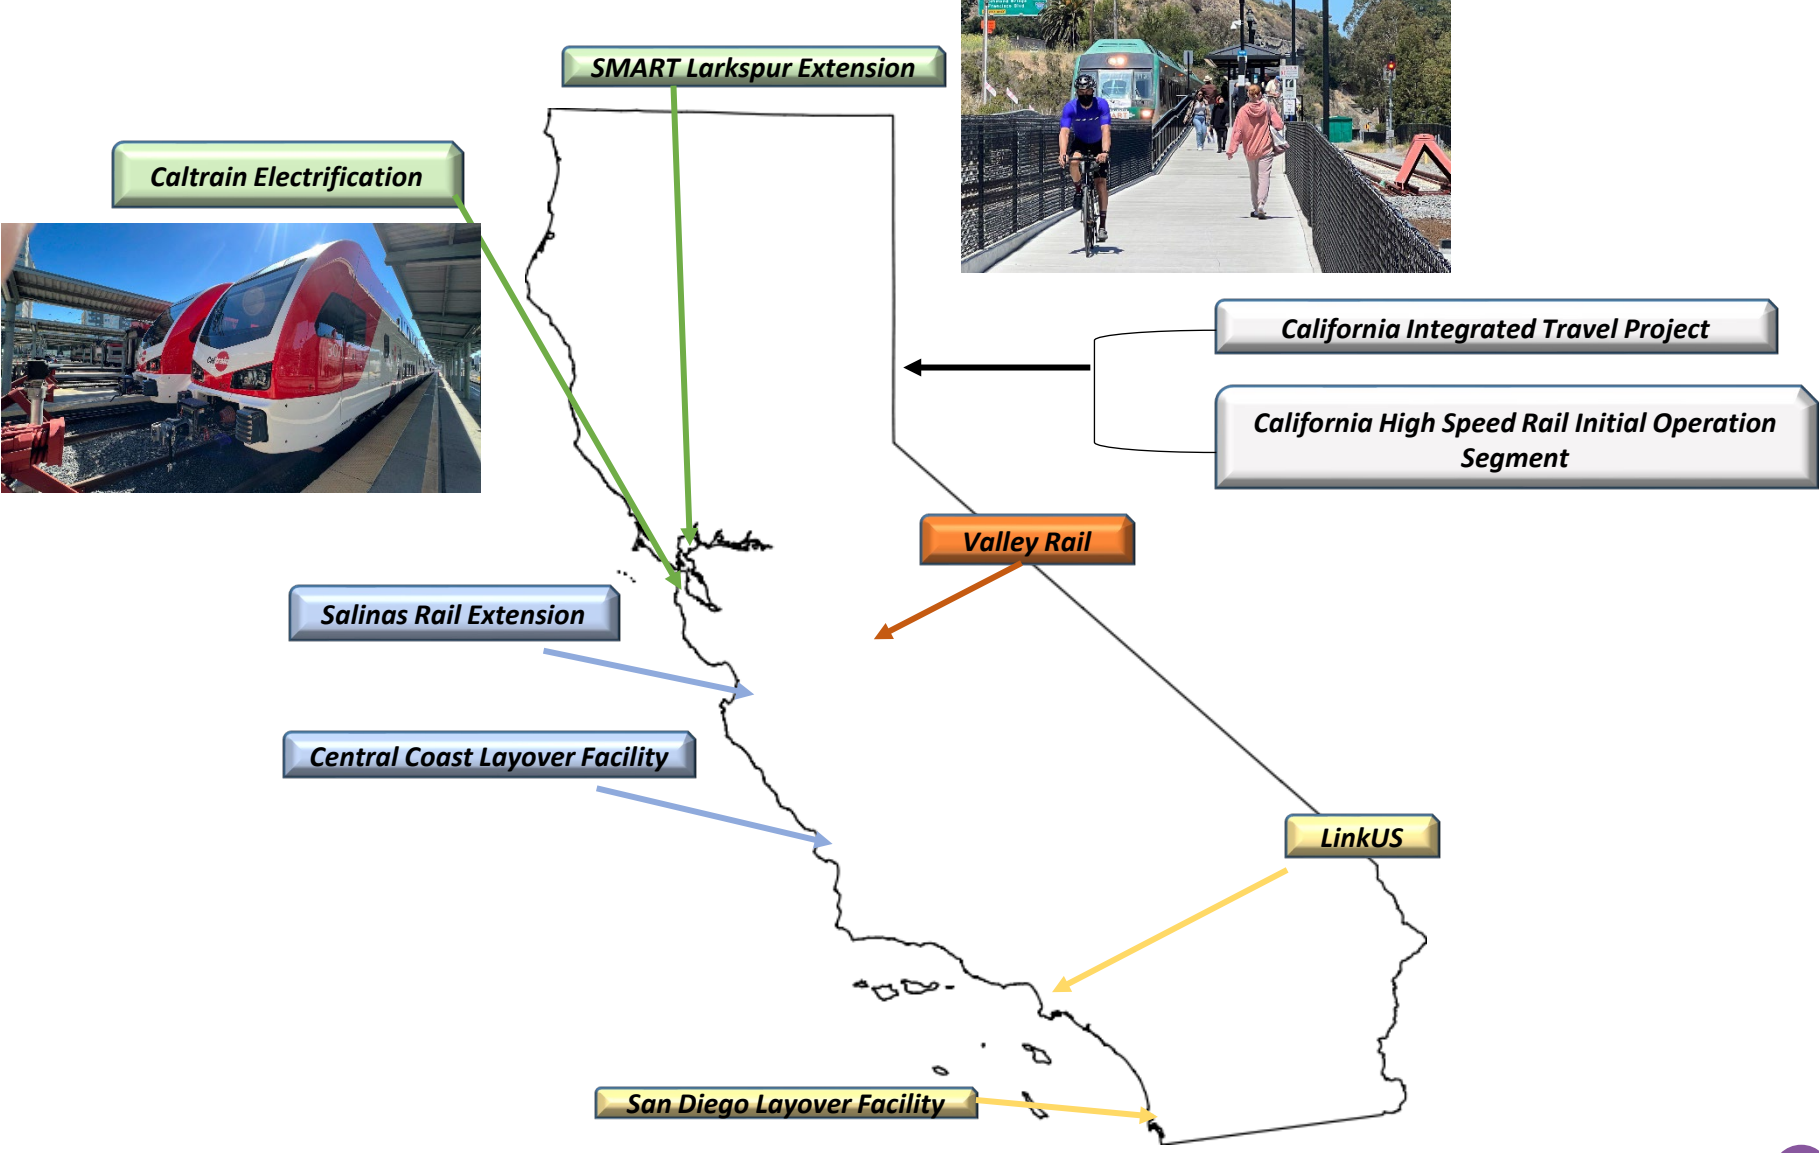 SMART Larkspur Extension
Caltrain Electrification
California Integrated Travel Project
California High Speed Rail Initial Operation
Segment
Valley Rail
Salinas Rail Extension
Central Coast Layover Facility
LinkUS
San Diego Layover Facility